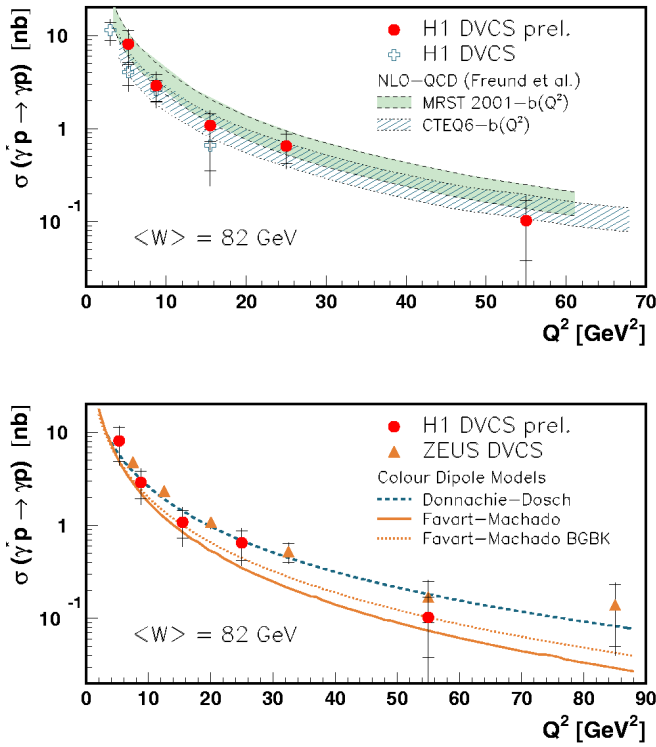 σ (γ*p → γp) [nb]
10
1
10⁻¹
H1 DVCS prel.
H1 DVCS
NLO–QCD (Freund et al.)
MRST 2001–b(Q²)
CTEQ6–b(Q²)
<W> = 82 GeV
0 10 20 30 40 50 60 70
Q² [GeV²]
σ (γ*p → γp) [nb]
10
1
10⁻¹
H1 DVCS prel.
ZEUS DVCS
Colour Dipole Models
Donnachie–Dosch
Favart–Machado
Favart–Machado BGBK
<W> = 82 GeV
0 10 20 30 40 50 60 70 80 90
Q² [GeV²]